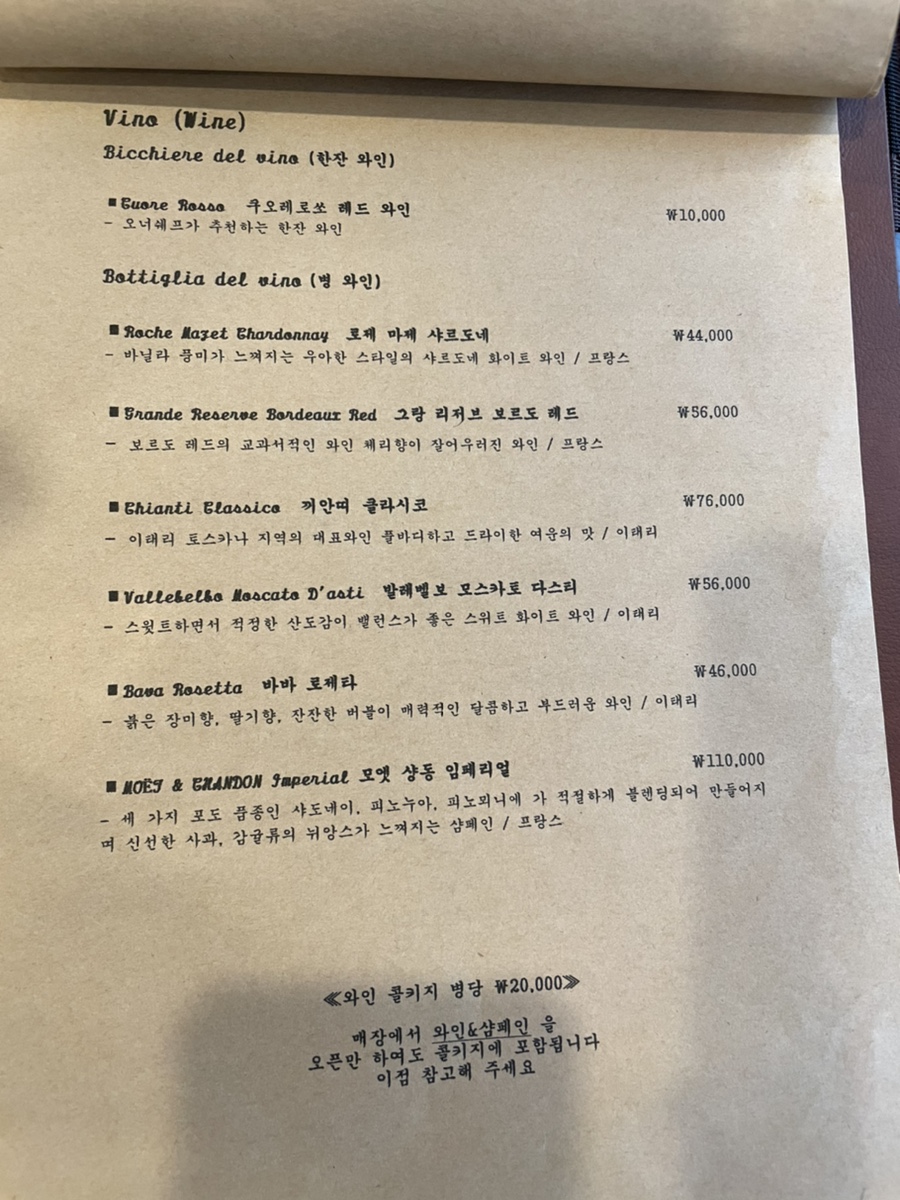 Vino (Wine)
Bicchiere del vino (한잔 와인)
■Cuore Rosso 쿠오레로쏘 레드 와인 ₩10,000
- 오너쉐프가 추천하는 한잔 와인
Bottiglia del vino (병 와인)
■Roche Mazet Chardonnay 로제 마제 샤르도네 ₩44,000
- 바닐라 풍미가 느껴지는 우아한 스타일의 샤르도네 화이트 와인 / 프랑스
■Grande Reserve Bordeaux Red 그랑 리저브 보르도 레드 ₩56,000
- 보르도 레드의 교과서적인 와인 체리향이 잘어우러진 와인 / 프랑스
■Chianti Classico 끼안띠 클라시코 ₩76,000
- 이태리 토스카나 지역의 대표와인 풀바디하고 드라이한 여운의 맛 / 이태리
■Vallebelbo Moscato D'asti 발레벨보 모스카토 다스티 ₩56,000
- 스윗트하면서 적정한 산도감이 밸런스가 좋은 스위트 화이트 와인 / 이태리
■Bava Rosetta 바바 로제타 ₩46,000
- 붉은 장미향, 딸기향, 잔잔한 버블이 매력적인 달콤하고 부드러운 와인 / 이태리
■MOËT & CHANDON Imperial 모엣 샹동 임페리얼 ₩110,000
- 세 가지 포도 품종인 샤도네이, 피노누아, 피노뫼니에 가 적절하게 블렌딩되어 만들어지
며 신선한 사과, 감귤류의 뉘앙스가 느껴지는 샴페인 / 프랑스
≪와인 콜키지 병당 ₩20,000≫
매장에서 와인&샴페인 을
오픈만 하여도 콜키지에 포함됩니다
이점 참고해 주세요